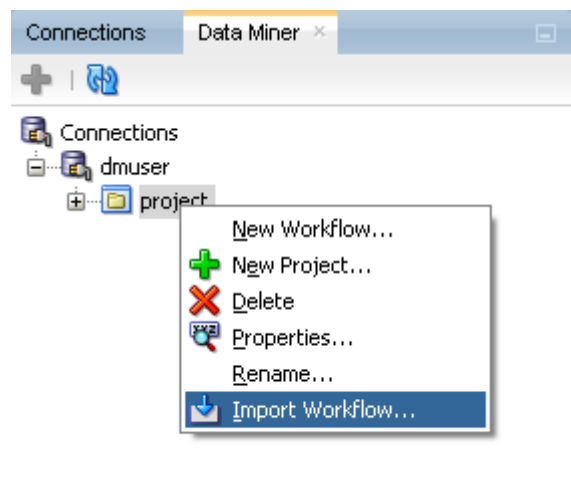 Connections Data Miner
Connections
dmuser
project
New Workflow...
New Project...
Delete
Properties...
Rename...
Import Workflow...